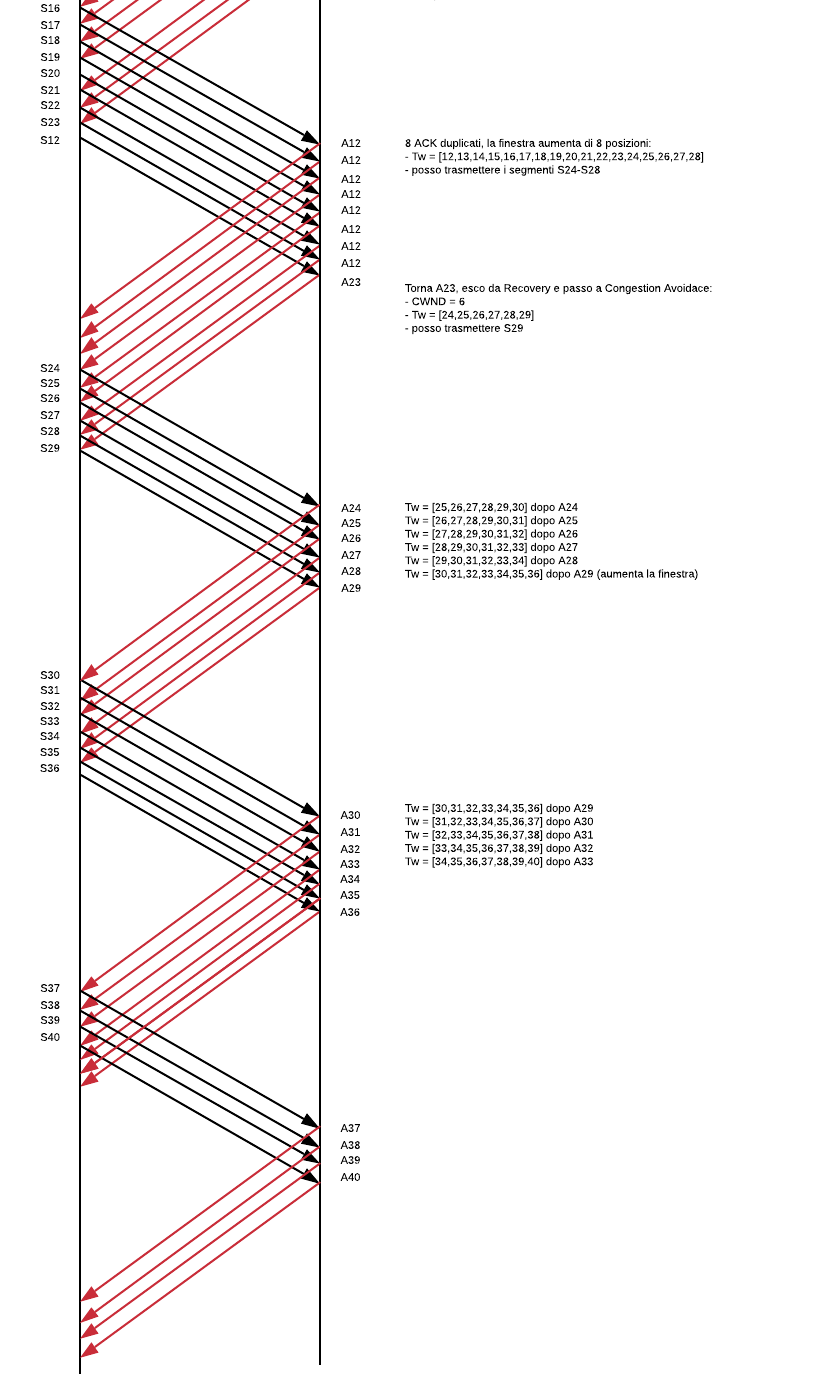 S16
S17
S18
S19
S20
S21
S22
S23
S12
A12
A12
A12
A12
A12
A12
A12
A12
A23
8 ACK duplicati, la finestra aumenta di 8 posizioni:
- Tw = [12,13,14,15,16,17,18,19,20,21,22,23,24,25,26,27,28]
- posso trasmettere i segmenti S24-S28
Torna A23, esco da Recovery e passo a Congestion Avoidace:
- CWND = 6
- Tw = [24,25,26,27,28,29]
- posso trasmettere S29
S24
S25
S26
S27
S28
S29
A24
A25
A26
A27
A28
A29
Tw = [25,26,27,28,29,30] dopo A24
Tw = [26,27,28,29,30,31] dopo A25
Tw = [27,28,29,30,31,32] dopo A26
Tw = [28,29,30,31,32,33] dopo A27
Tw = [29,30,31,32,33,34] dopo A28
Tw = [30,31,32,33,34,35,36] dopo A29 (aumenta la finestra)
S30
S31
S32
S33
S34
S35
S36
A30
A31
A32
A33
A34
A35
A36
Tw = [30,31,32,33,34,35,36] dopo A29
Tw = [31,32,33,34,35,36,37] dopo A30
Tw = [32,33,34,35,36,37,38] dopo A31
Tw = [33,34,35,36,37,38,39] dopo A32
Tw = [34,35,36,37,38,39,40] dopo A33
S37
S38
S39
S40
A37
A38
A39
A40